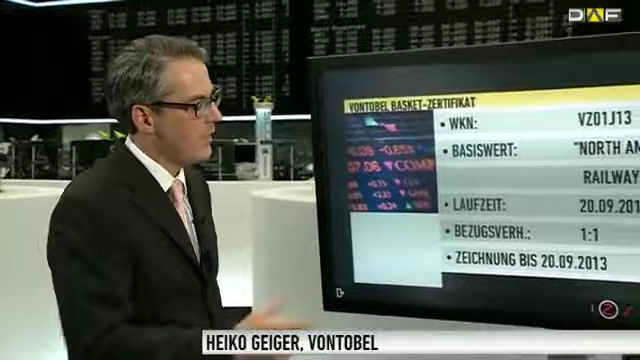 DAF
VONTOBEL BASKET-ZERTIFIKAT
• WKN: VZ01J13
• BASISWERT: "NORTH AM
RAILWAY
• LAUFZEIT: 20.09.201
• BEZUGSVERH.: 1:1
• ZEICHNUNG BIS 20.09.2013
HEIKO GEIGER, VONTOBEL